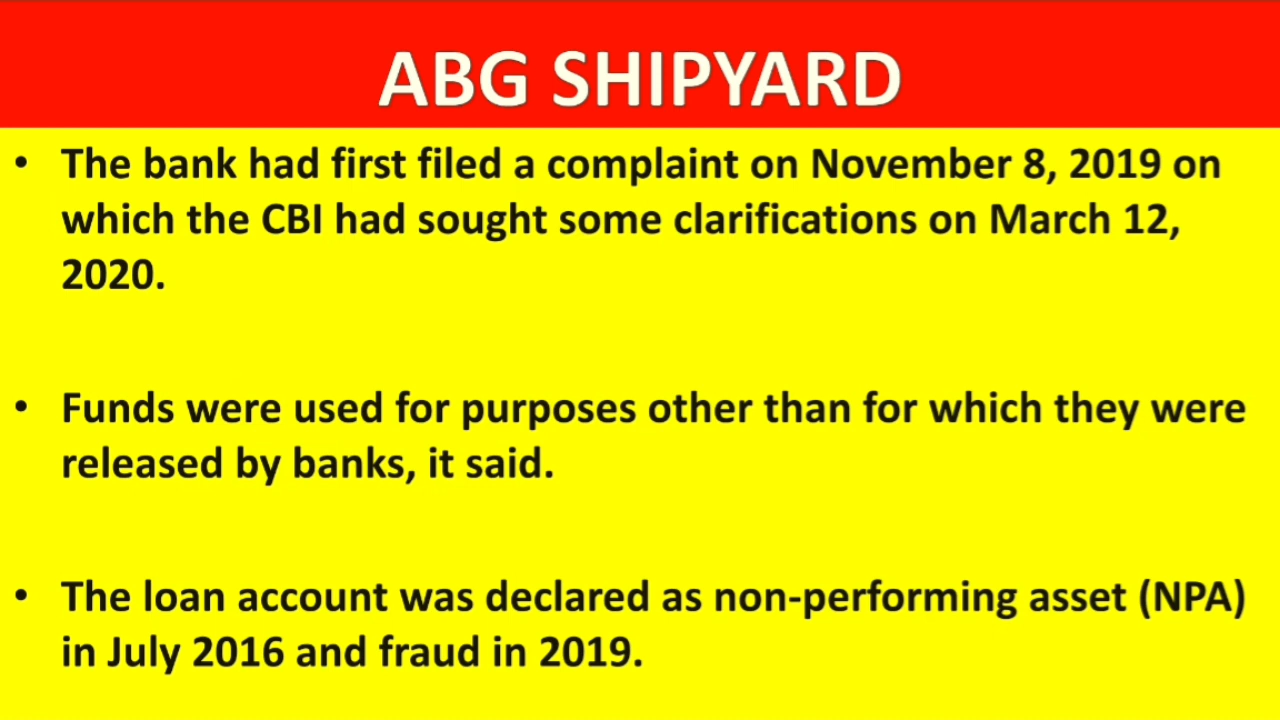 ABG SHIPYARD
• The bank had first filed a complaint on November 8, 2019 on
which the CBI had sought some clarifications on March 12,
2020.
• Funds were used for purposes other than for which they were
released by banks, it said.
• The loan account was declared as non-performing asset (NPA)
in July 2016 and fraud in 2019.